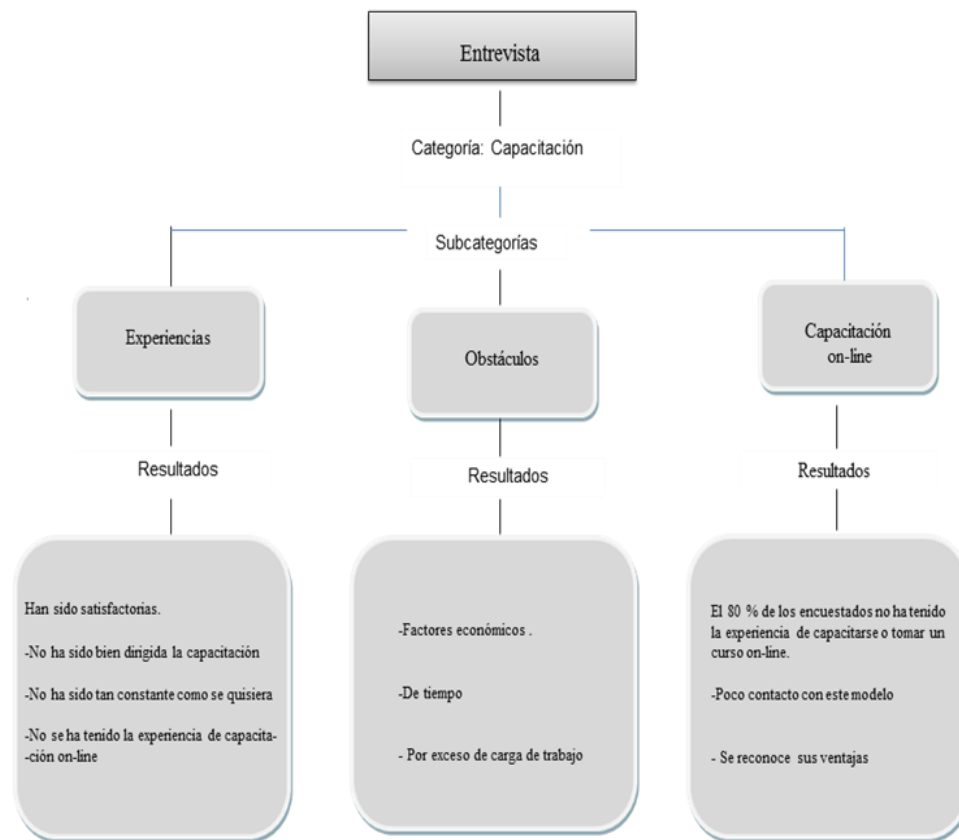 Entrevista
Categoría: Capacitación
Subcategorías
Experiencias
Obstáculos
Capacitación
on-line
Resultados
Resultados
Resultados
Han sido satisfactorias.
-No ha sido bien dirigida la capacitación
-No ha sido tan constante como se quisiera
-No se ha tenido la experiencia de capacita-
-ción on-line
-Factores económicos .
-De tiempo
- Por exceso de carga de trabajo
El 80 % de los encuestados no ha tenido
la experiencia de capacitarse o tomar un
curso on-line.
-Poco contacto con este modelo
- Se reconoce sus ventajas